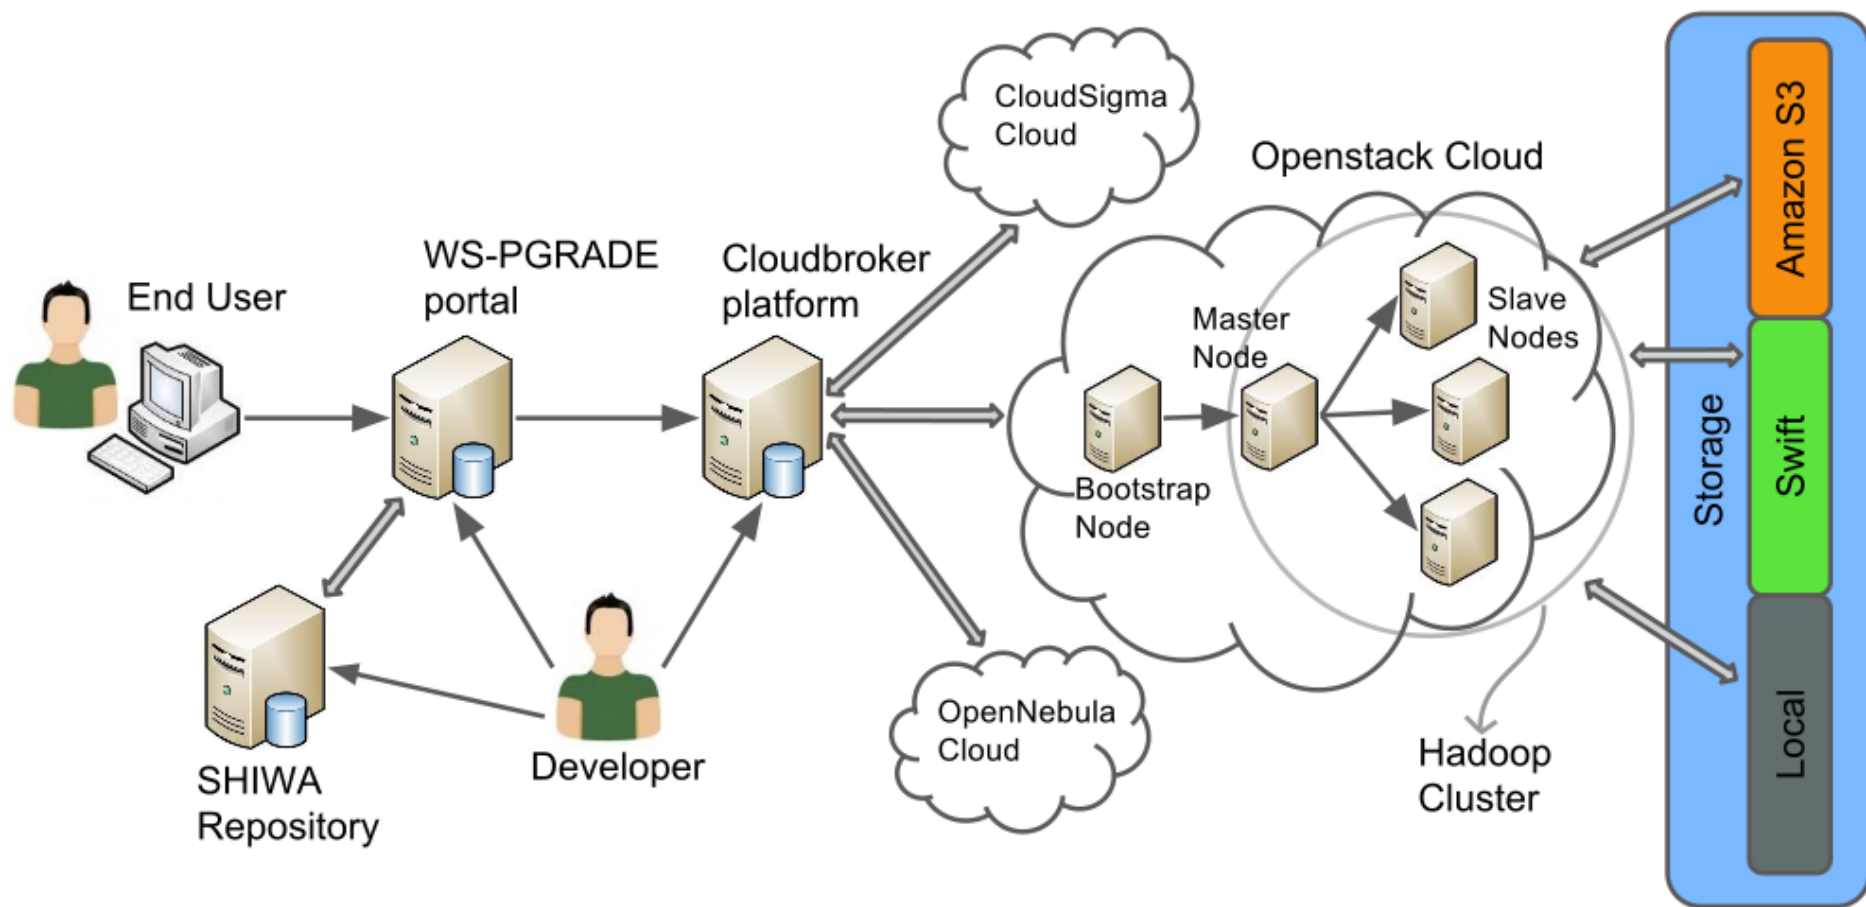 CloudSigma
Cloud
Openstack Cloud
Amazon S3
WS-PGRADE
portal
Cloudbroker
platform
End User
Master
Node
Slave
Nodes
Storage
Swift
Bootstrap
Node
OpenNebula
Cloud
Local
Developer
SHIWA
Repository
Hadoop
Cluster